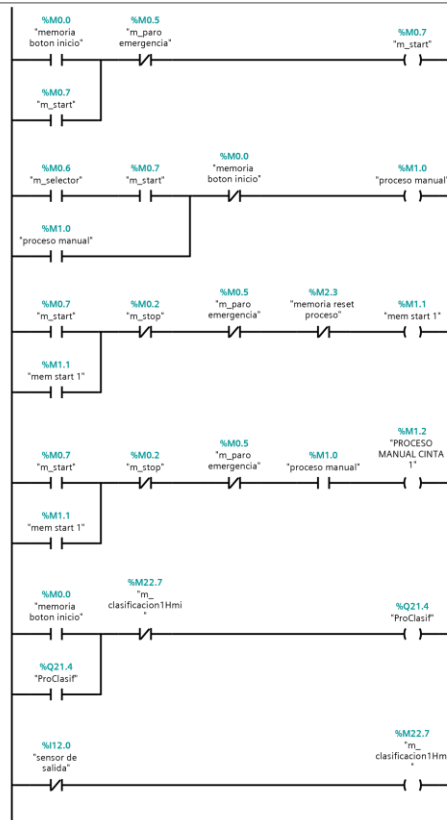 %M0.0
"memoria
boton inicio"
%M0.5
"m_paro
emergencia"
%M0.7
"m_start"
%M0.7
"m_start"
%M0.6
"m_selector"
%M0.7
"m_start"
%M0.0
"memoria
boton inicio"
%M1.0
"proceso manual"
%M1.0
"proceso manual"
%M0.7
"m_start"
%M0.2
"m_stop"
%M0.5
"m_paro
emergencia"
%M2.3
"memoria reset
proceso"
%M1.1
"mem start 1"
%M1.1
"mem start 1"
%M0.7
"m_start"
%M0.2
"m_stop"
%M0.5
"m_paro
emergencia"
%M1.0
"proceso manual"
%M1.2
"PROCESO
MANUAL CINTA
1"
%M1.1
"mem start 1"
%M0.0
"memoria
boton inicio"
%M22.7
"m_
clasificacion1Hmi
"
%Q21.4
"ProClasif"
%Q21.4
"ProClasif"
%I12.0
"sensor de
salida"
%M22.7
"m_
clasificacion1Hm
"